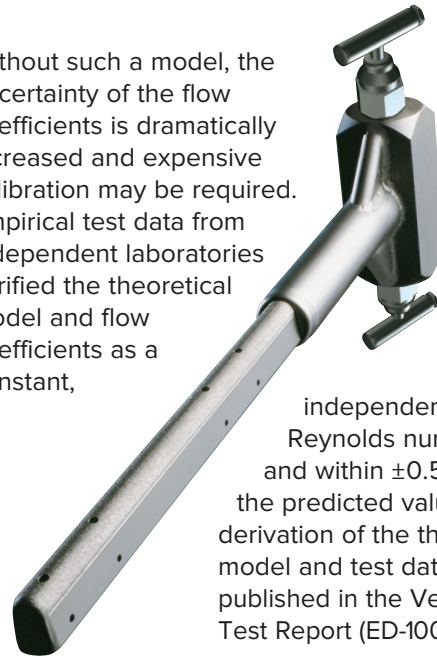 thout such a model, the
certainty of the flow
efficients is dramatically
creased and expensive
libration may be required.
pirical test data from
dependent laboratories
rified the theoretical
odel and flow
efficients as a
nstant,
independen
Reynolds nu
and within ±0.5
the predicted valu
derivation of the th
model and test dat
published in the Ve
Test Report (ED-100